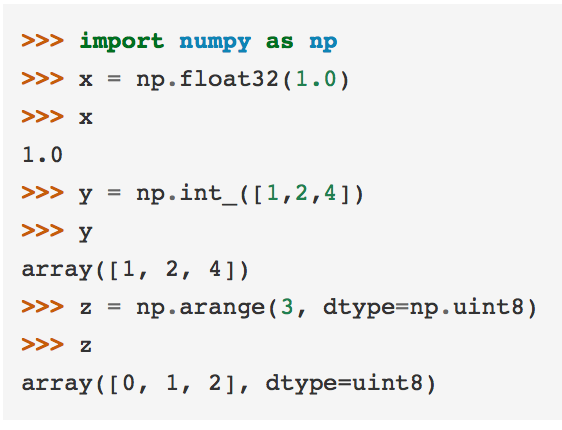 >>> import numpy as np
>>> x = np.float32(1.0)
>>> x
1.0
>>> y = np.int_([1,2,4])
>>> y
array([1, 2, 4])
>>> z = np.arange(3, dtype=np.uint8)
>>> z
array([0, 1, 2], dtype=uint8)